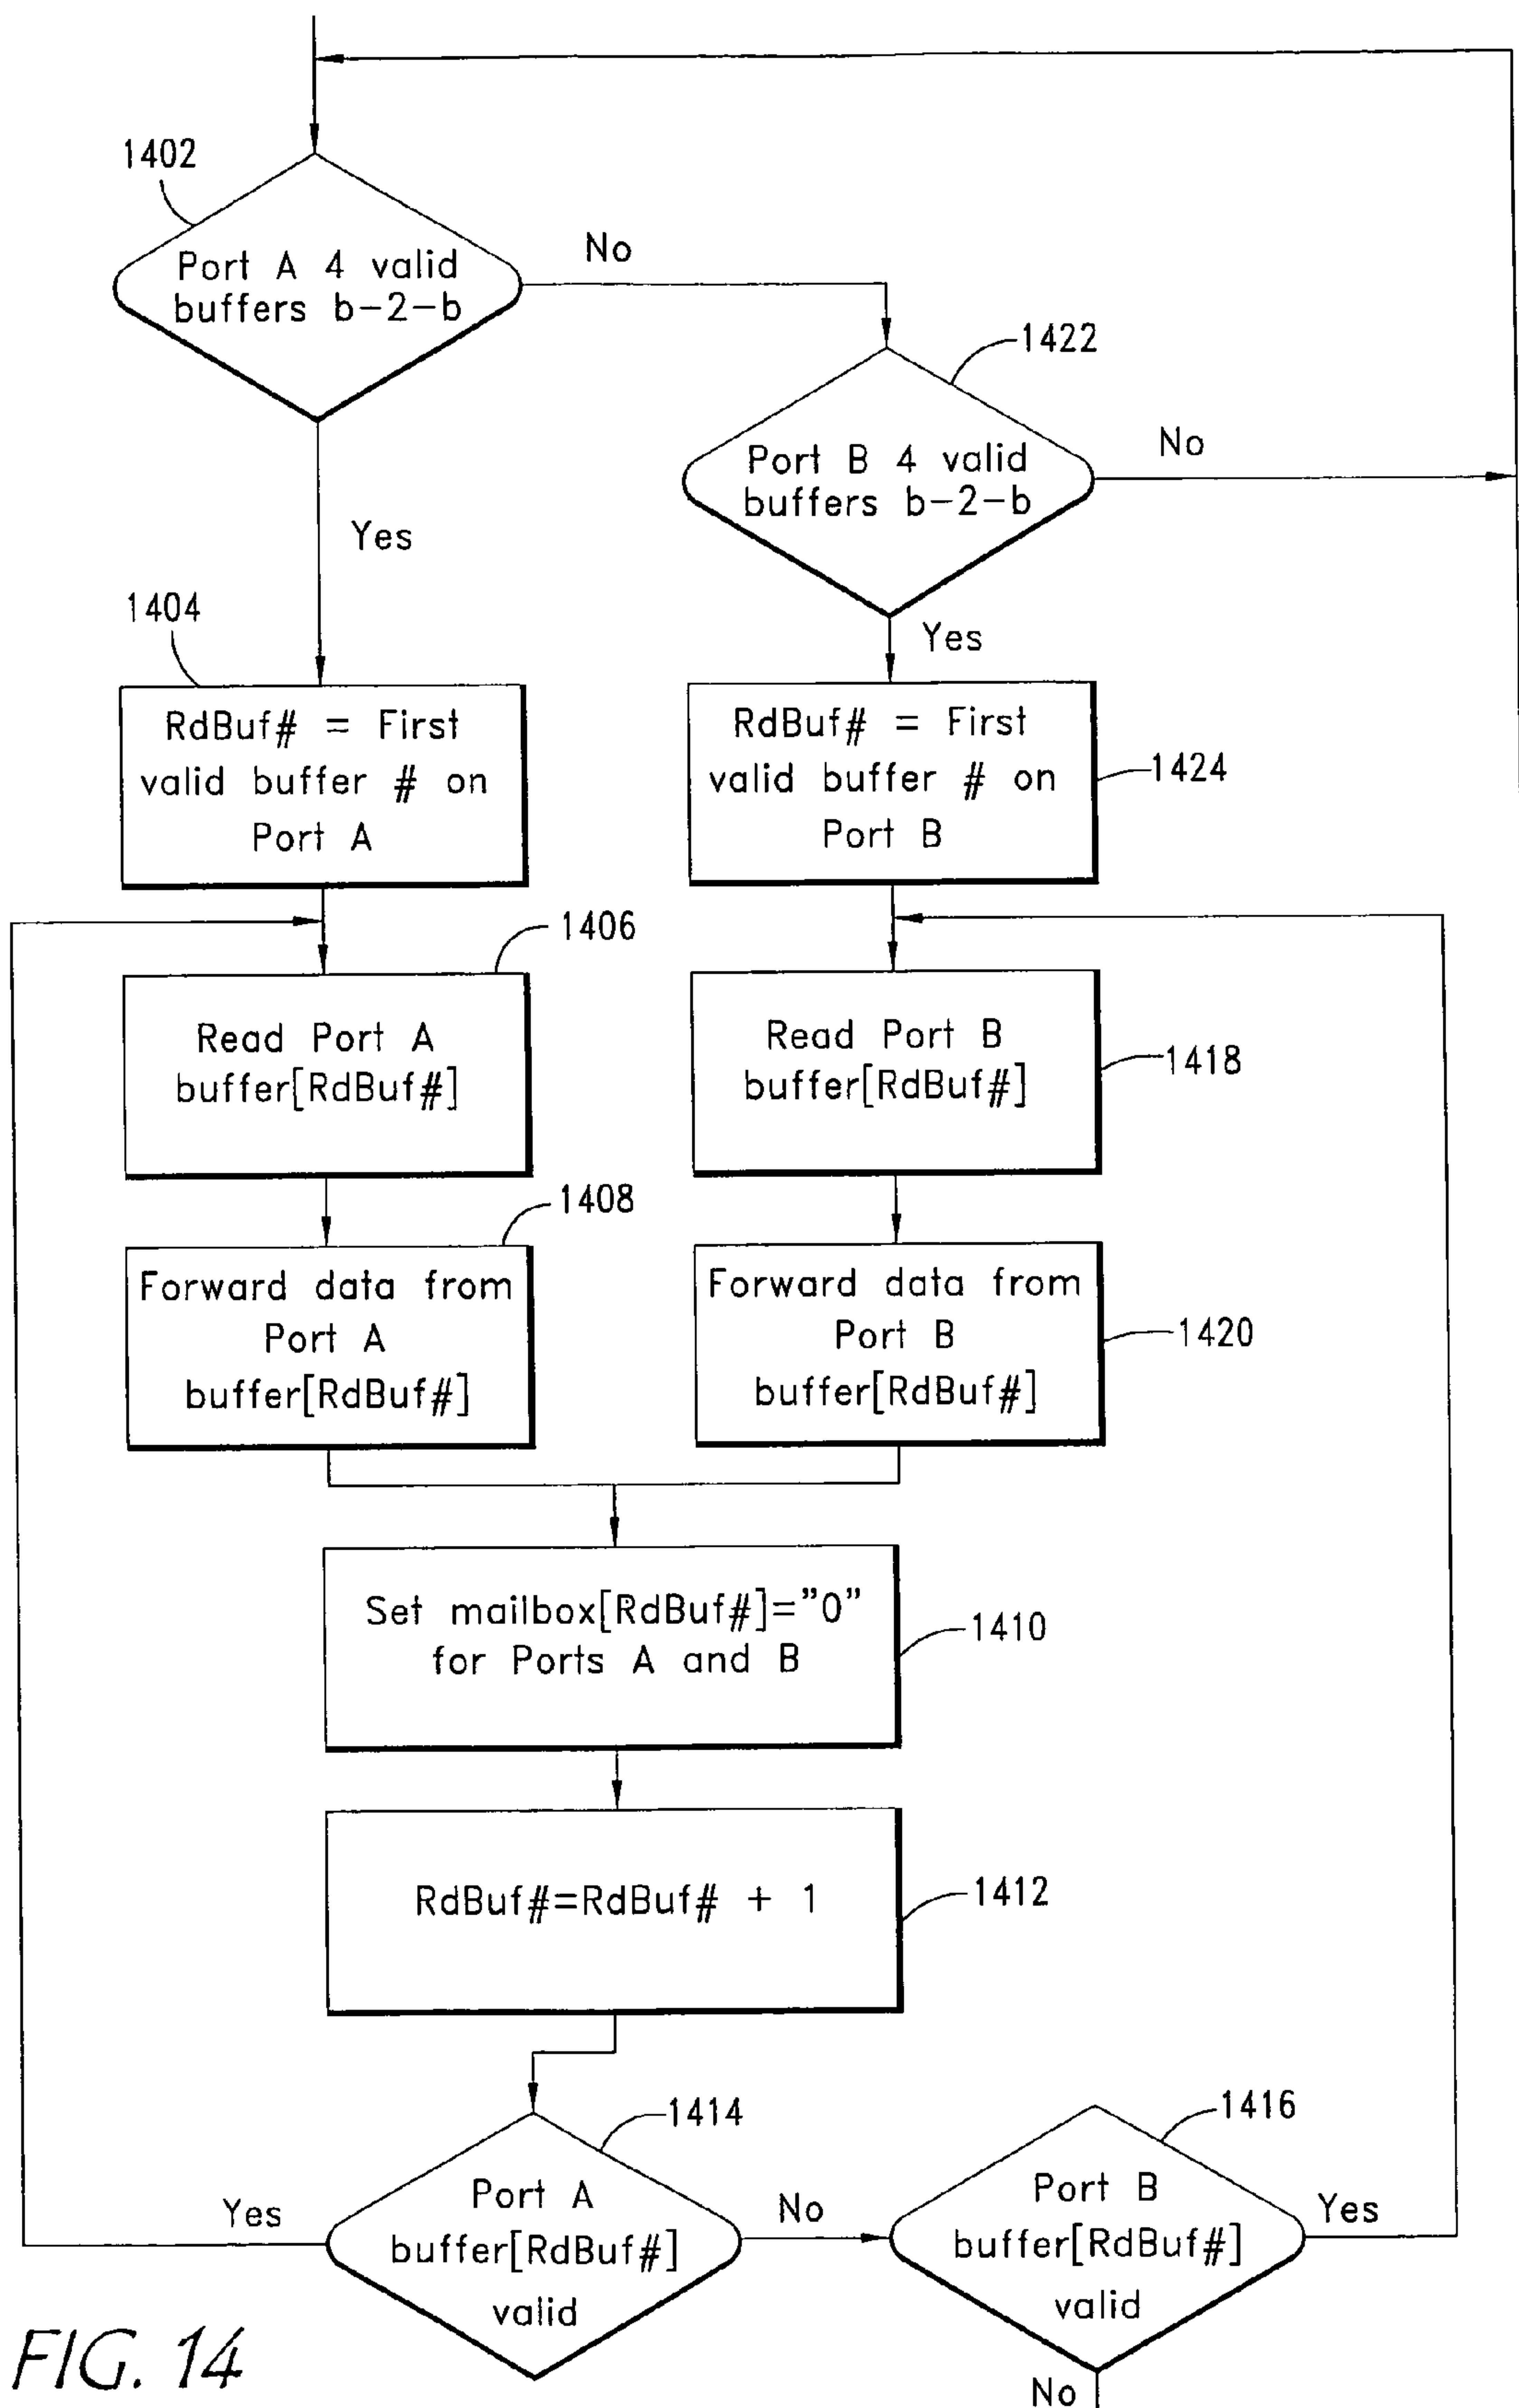 1402
Port A 4 valid
buffers b-2-b
No
1422
Port B 4 valid
buffers b-2-b
No
Yes
Yes
1404
RdBuf# = First
valid buffer # on
Port A
RdBuf# = First
valid buffer # on
Port B
1424
1406
Read Port A
buffer[RdBuf#]
Read Port B
buffer[RdBuf#]
1418
1408
Forward data from
Port A
buffer[RdBuf#]
Forward data from
Port B
buffer[RdBuf#]
1420
Set mailbox[RdBuf#]="0"
for Ports A and B
1410
RdBuf#=RdBuf# + 1
1412
1414
Port A
buffer[RdBuf#]
valid
Yes
No
1416
Port B
buffer[RdBuf#]
valid
Yes
No
FIG. 14